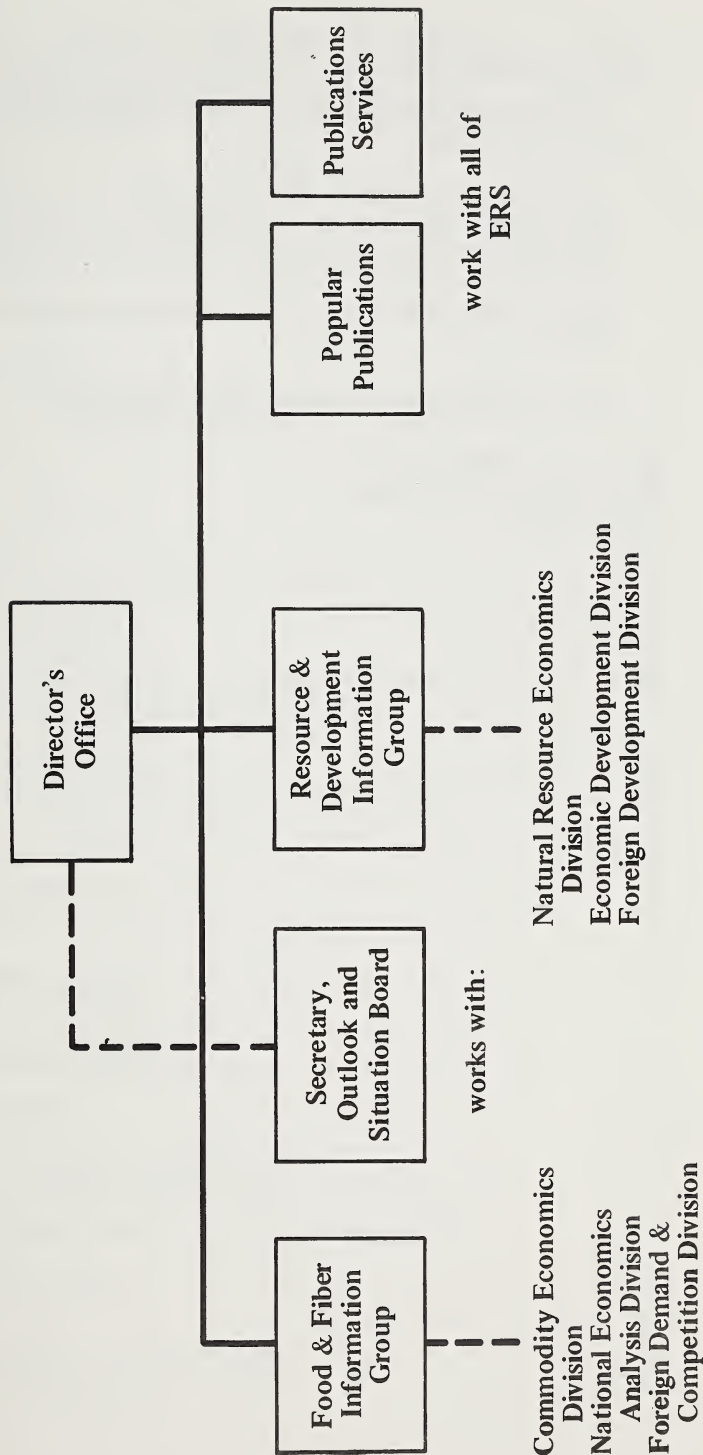 Director's
Office
Food & Fiber
Information
Group
Secretary,
Outlook and
Situation Board
Resource &
Development
Information
Group
Popular
Publications
Publications
Services
works with:
work with all of
ERS
Commodity Economics
Division
National Economics
Analysis Division
Foreign Demand &
Competition Division
Natural Resource Economics
Division
Economic Development Division
Foreign Development Division